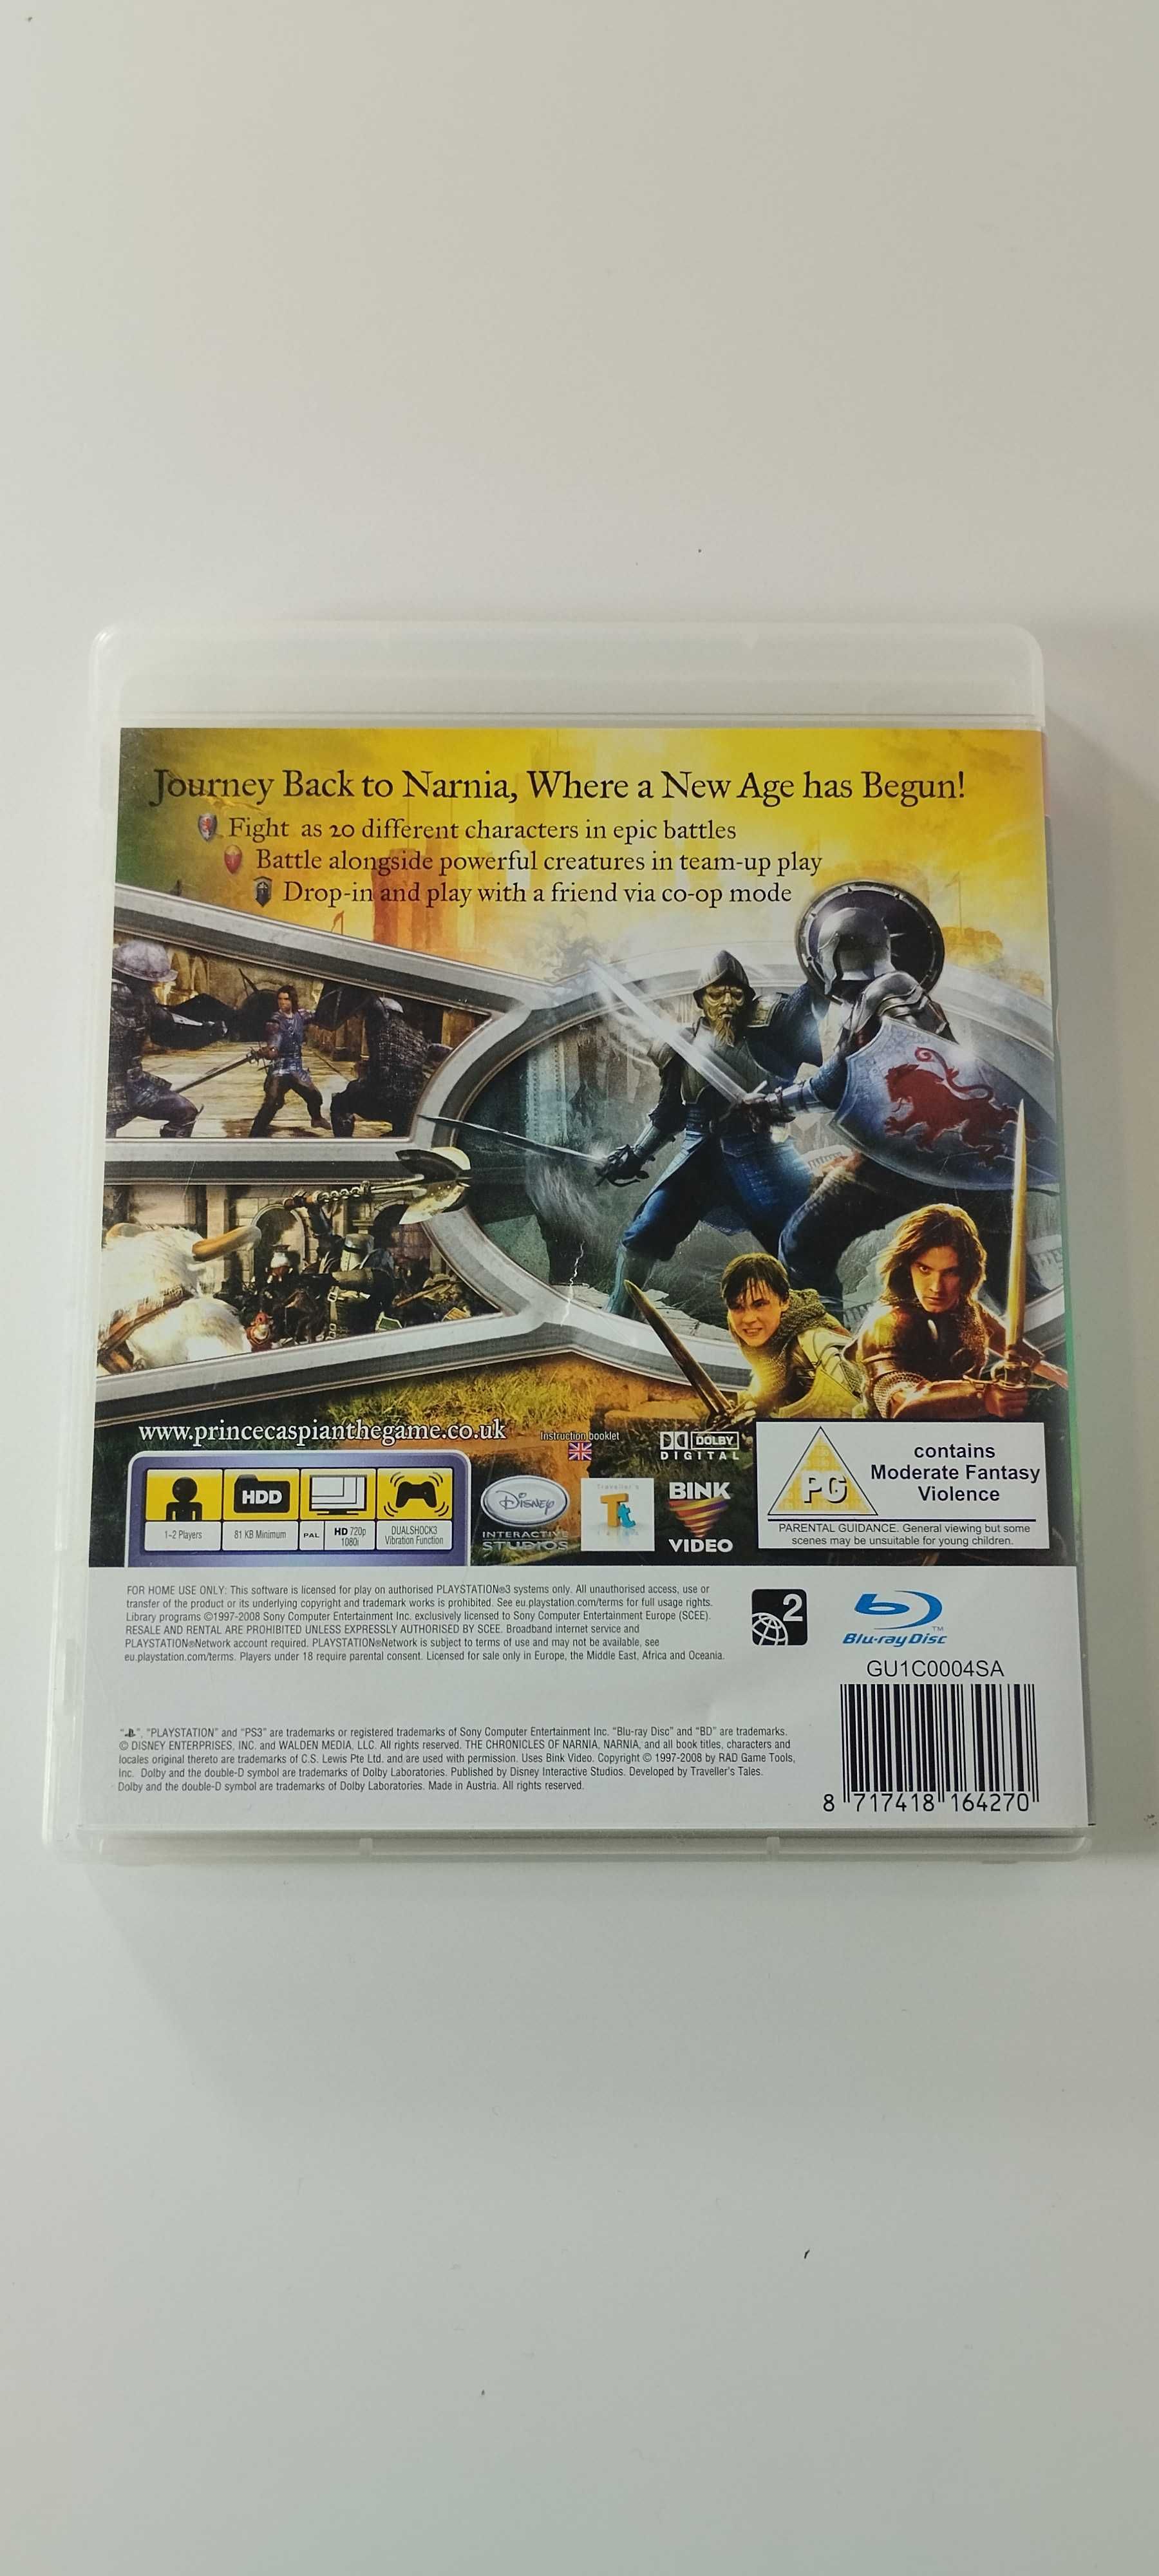 Journey Back to Narnia, Where a New Age has Begun!
Fight as 20 different characters in epic battles
Battle alongside powerful creatures in team-up play
Drop-in and play with a friend via co-op mode
www.princecaspianthegame.co.uk
Instruction booklet
DOLBY
DIGITAL
HDD
1-2 Players
81 KB Minimum
PAL
HD 720p
1080i
DUALSHOCK3
Vibration Function
Disney
INTERACTIVE
STUDIOS
Traveller's
Tt
BINK
VIDEO
PG
contains
Moderate Fantasy
Violence
PARENTAL GUIDANCE. General viewing but some
scenes may be unsuitable for young children.
FOR HOME USE ONLY: This software is licensed for play on authorised PLAYSTATION®3 systems only. All unauthorised access, use or
transfer of the product or its underlying copyright and trademark works is prohibited. See eu.playstation.com/terms for full usage rights.
Library programs ©1997-2008 Sony Computer Entertainment Inc. exclusively licensed to Sony Computer Entertainment Europe (SCEE).
RESALE AND RENTAL ARE PROHIBITED UNLESS EXPRESSLY AUTHORISED BY SCEE. Broadband internet service and
PLAYSTATION®Network account required. PLAYSTATION®Network is subject to terms of use and may not be available, see
eu.playstation.com/terms. Players under 18 require parental consent. Licensed for sale only in Europe, the Middle East, Africa and Oceania.
2
Blu-ray Disc™
GU1C0004SA
"PS", "PLAYSTATION" and "PS3" are trademarks or registered trademarks of Sony Computer Entertainment Inc. "Blu-ray Disc" and "BD" are trademarks.
© DISNEY ENTERPRISES, INC. and WALDEN MEDIA, LLC. All rights reserved. THE CHRONICLES OF NARNIA, NARNIA, and all book titles, characters and
locales original thereto are trademarks of C.S. Lewis Pte Ltd. and are used with permission. Uses Bink Video. Copyright © 1997-2008 by RAD Game Tools,
Inc. Dolby and the double-D symbol are trademarks of Dolby Laboratories. Published by Disney Interactive Studios. Developed by Traveller's Tales.
Dolby and the double-D symbol are trademarks of Dolby Laboratories. Made in Austria. All rights reserved.
8 717418 164270